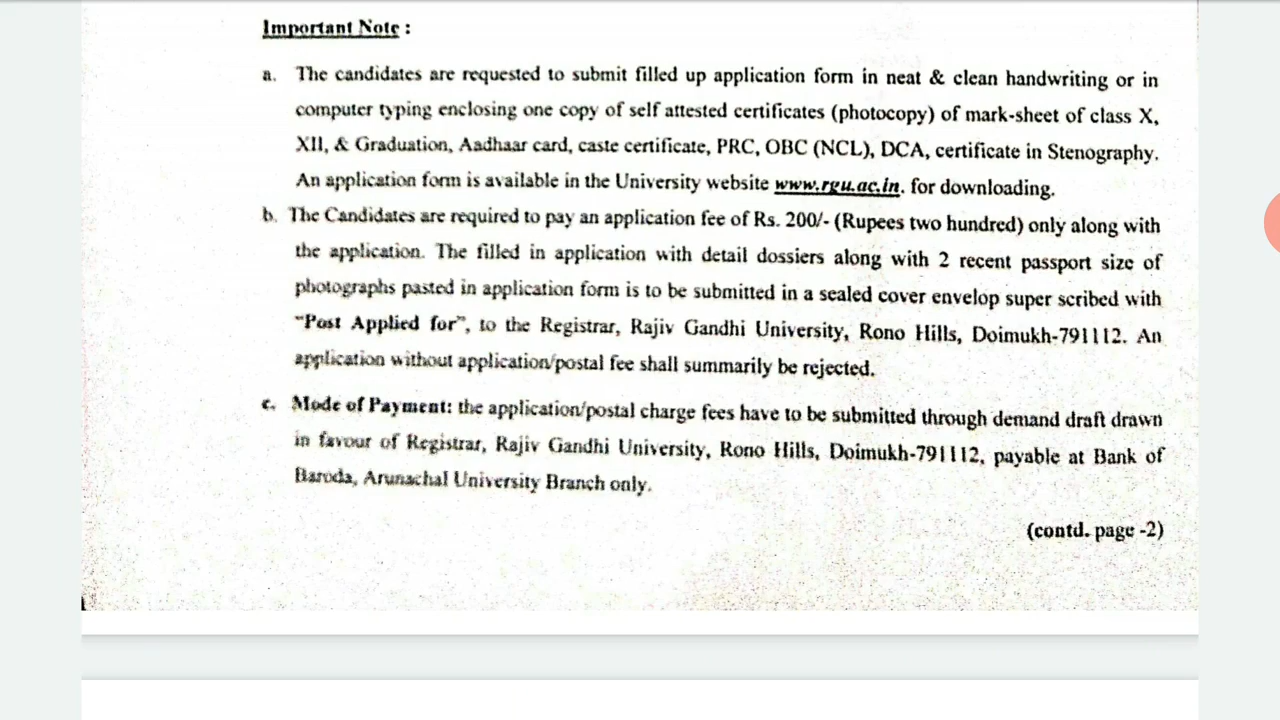 Important Note :
a. The candidates are requested to submit filled up application form in neat & clean handwriting or in
computer typing enclosing one copy of self attested certificates (photocopy) of mark-sheet of class X,
XII, & Graduation, Aadhaar card, caste certificate, PRC, OBC (NCL), DCA, certificate in Stenography.
An application form is available in the University website www.rgu.ac.in. for downloading.
b. The Candidates are required to pay an application fee of Rs. 200/- (Rupees two hundred) only along with
the application. The filled in application with detail dossiers along with 2 recent passport size of
photographs pasted in application form is to be submitted in a sealed cover envelop super scribed with
"Post Applied for", to the Registrar, Rajiv Gandhi University, Rono Hills, Doimukh-791112. An
application without application/postal fee shall summarily be rejected.
c. Mode of Payment: the application/postal charge fees have to be submitted through demand draft drawn
in favour of Registrar, Rajiv Gandhi University, Rono Hills, Doimukh-791112, payable at Bank of
Baroda, Arunachal University Branch only.
(contd. page -2)